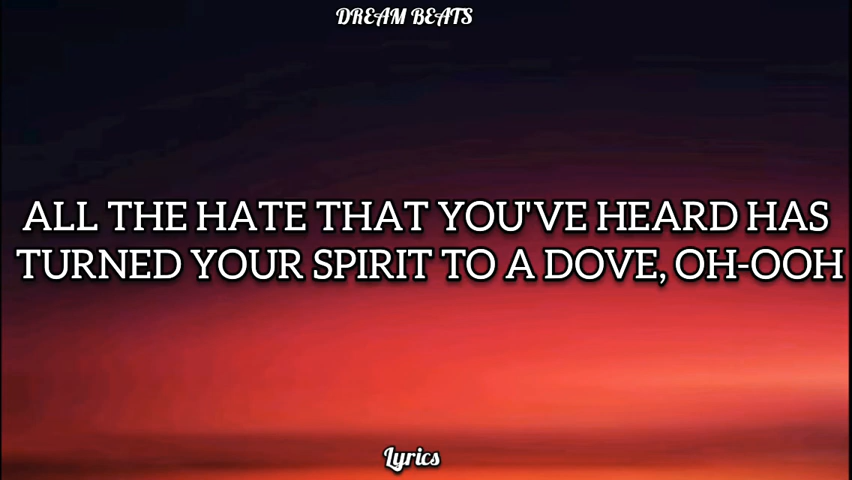 DREAM BEATS
ALL THE HATE THAT YOU'VE HEARD HAS
TURNED YOUR SPIRIT TO A DOVE, OH-OOH
Lyrics